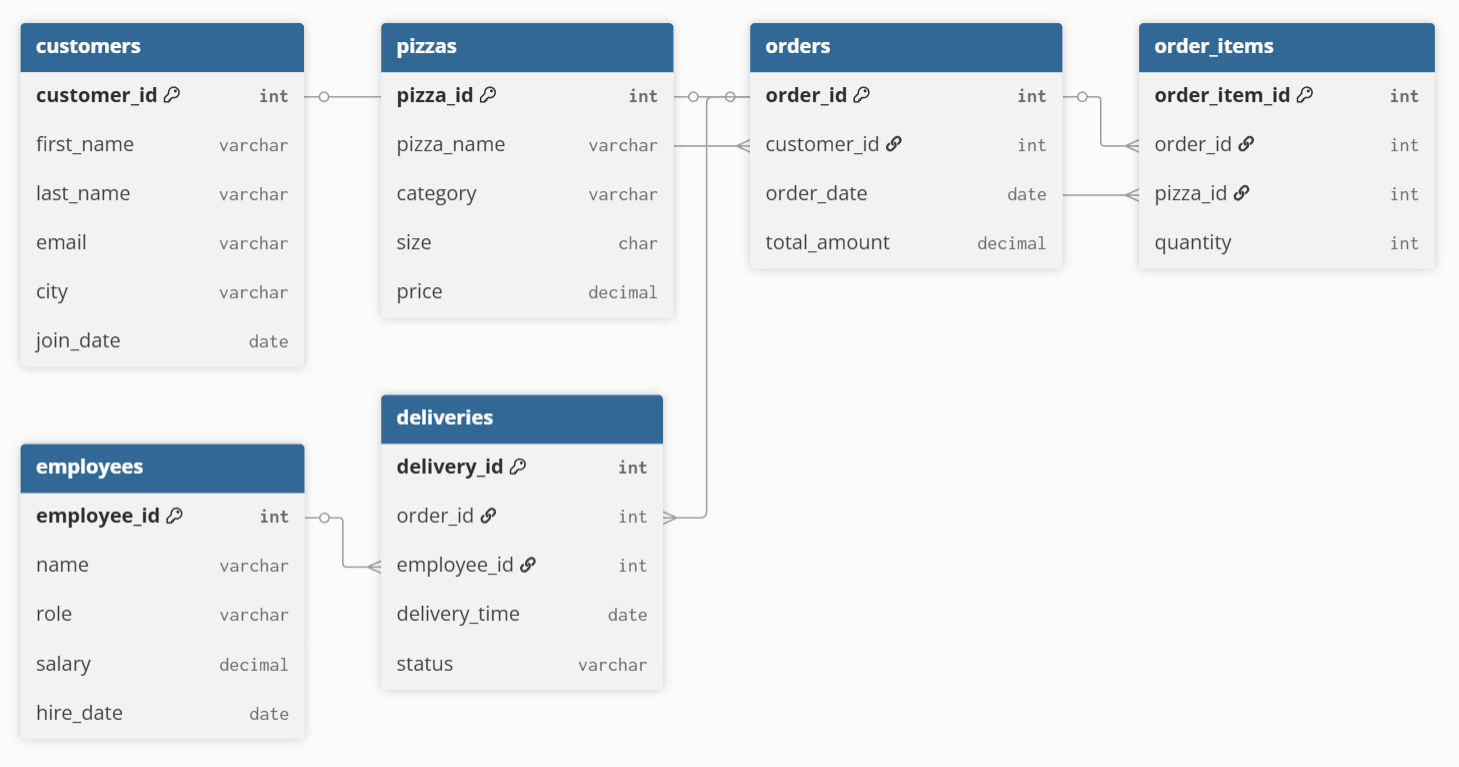 customers
customer_id int
first_name varchar
last_name varchar
email varchar
city varchar
join_date date
pizzas
pizza_id int
pizza_name varchar
category varchar
size char
price decimal
orders
order_id int
customer_id int
order_date date
total_amount decimal
order_items
order_item_id int
order_id int
pizza_id int
quantity int
employees
employee_id int
name varchar
role varchar
salary decimal
hire_date date
deliveries
delivery_id int
order_id int
employee_id int
delivery_time date
status varchar